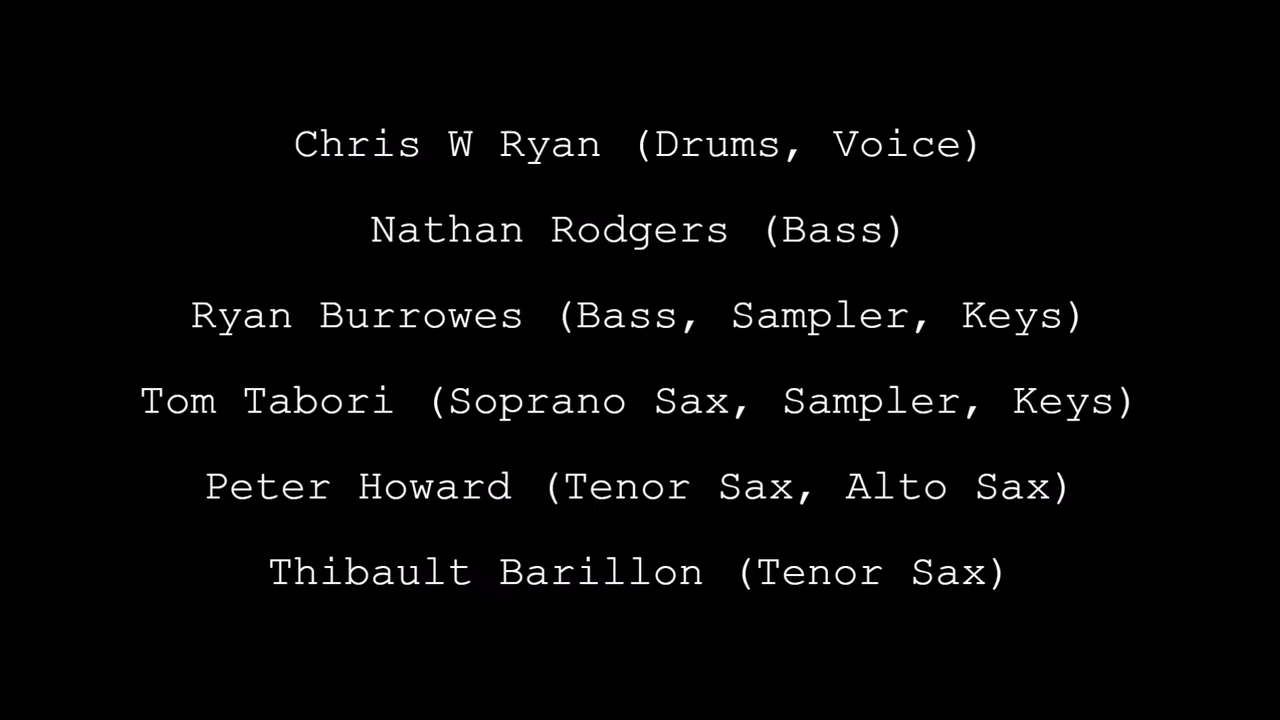 Chris W Ryan (Drums, Voice)
Nathan Rodgers (Bass)
Ryan Burrowes (Bass, Sampler, Keys)
Tom Tabori (Soprano Sax, Sampler, Keys)
Peter Howard (Tenor Sax, Alto Sax)
Thibault Barillon (Tenor Sax)